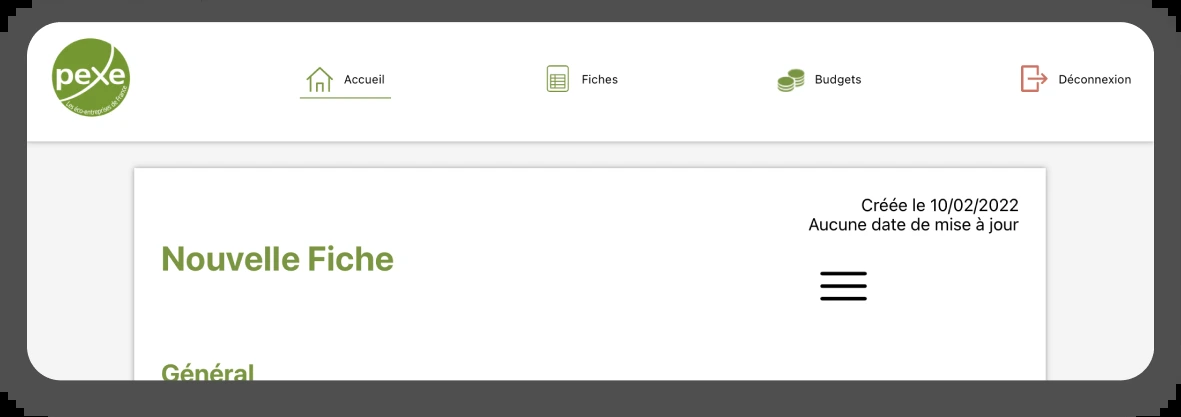 pexe
Les éco-entreprises de France
Accueil
Fiches
Budgets
Déconnexion
Créée le 10/02/2022
Aucune date de mise à jour
Nouvelle Fiche
Général